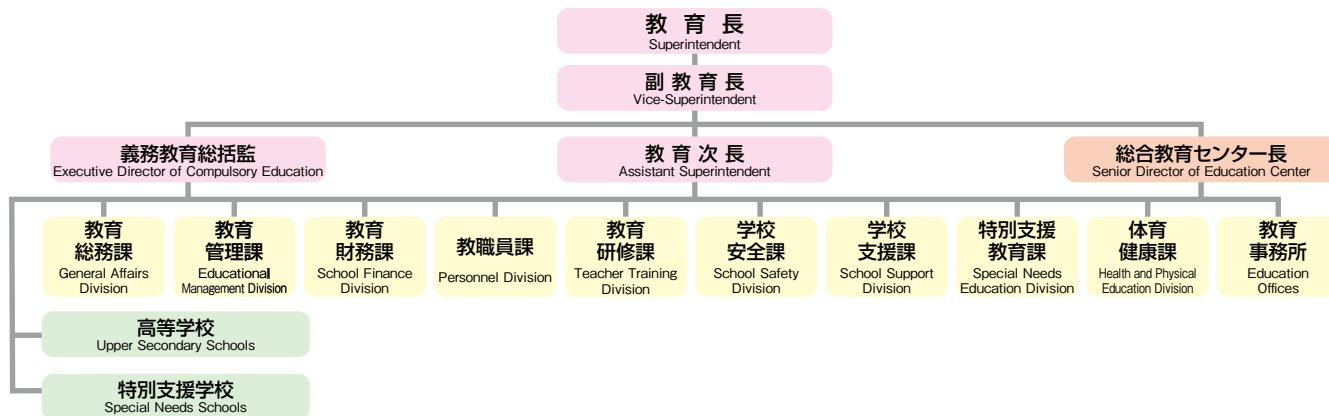 教育長
Superintendent
副教育長
Vice-Superintendent
義務教育総括監
Executive Director of Compulsory Education
教育次長
Assistant Superintendent
総合教育センター長
Senior Director of Education Center
教育
総務課
General Affairs
Division
教育
管理課
Educational
Management Division
教育
財務課
School Finance
Division
教職員課
Personnel Division
教育
研修課
Teacher Training
Division
学校
安全課
School Safety
Division
学校
支援課
School Support
Division
特別支援
教育課
Special Needs
Education Division
体育
健康課
Health and Physical
Education Division
教育
事務所
Education
Offices
高等学校
Upper Secondary Schools
特別支援学校
Special Needs Schools